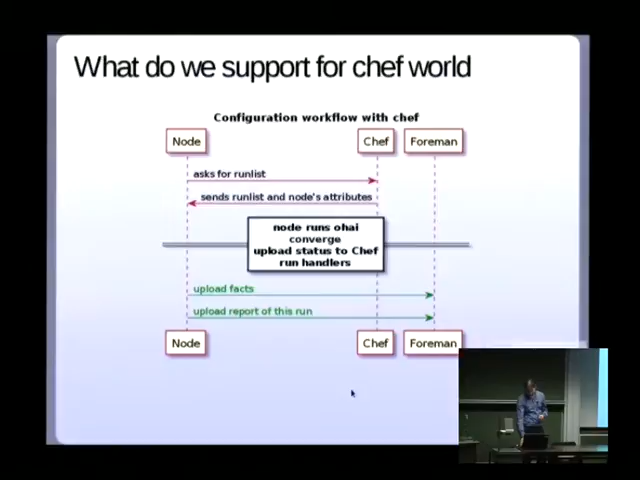 What do we support for chef world
Configuration workflow with chef
Node Chef Foreman
asks for runlist
sends runlist and node's attributes
node runs ohai
converge
upload status to Chef
run handlers
upload facts
upload report of this run
Node Chef Foreman